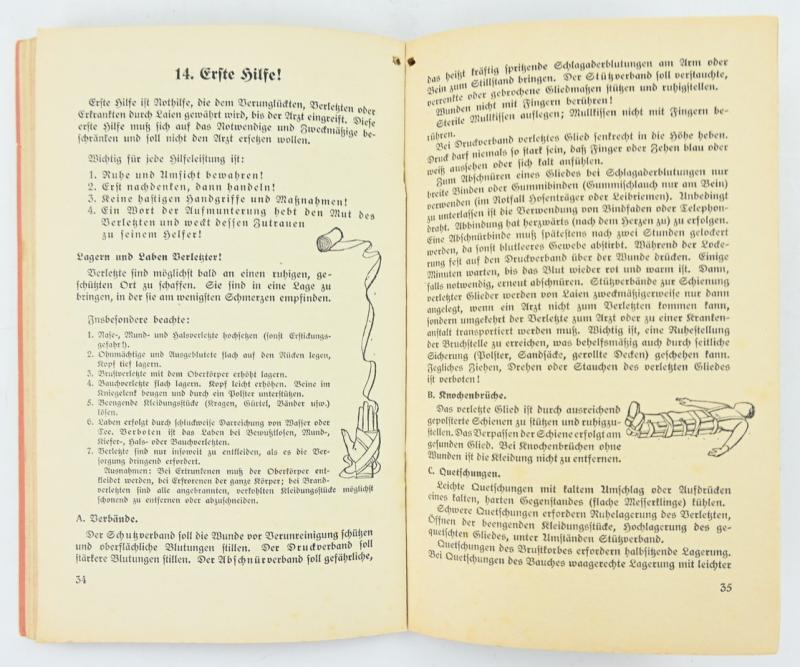 14. Erste Hilfe!
Erste Hilfe ist Nothilfe, die dem Verunglückten, Verletzten oder
Erkrankten durch Laien gewährt wird, bis der Arzt eingreift. Diese
erste Hilfe muß sich auf das Notwendige und Zweckmäßige be-
schränken und soll nicht den Arzt ersetzen wollen.
Wichtig für jede Hilfeleistung ist:
1. Ruhe und Umsicht bewahren!
2. Erst nachdenken, dann handeln!
3. Keine hastigen Handgriffe und Maßnahmen!
4. Ein Wort der Aufmunterung hebt den Mut des
Verletzten und weckt dessen Zutrauen
zu seinem Helfer!
Lagern und Laben Verletzter!
Verletzte sind möglichst bald an einen ruhigen, ge-
schützten Ort zu schaffen. Sie sind in eine Lage zu
bringen, in der sie am wenigsten Schmerzen empfinden.
Insbesondere beachte:
1. Nase-, Mund- und Halsverletzte hochsetzen (sonst Erstickungs-
gefahr!).
2. Ohnmächtige und Ausgeblutete flach auf den Rücken legen,
Kopf tief lagern.
3. Brustverletzte mit dem Oberkörper erhöht lagern.
4. Bauchverletzte flach lagern. Kopf leicht erhöhen. Beine im
Kniegelenk beugen und durch ein Polster unterstützen.
5. Beengende Kleidungsstücke (Kragen, Gürtel, Bänder usw.)
lösen.
6. Laben erfolgt durch schluckweise Darreichung von Wasser oder
Tee. Verboten ist das Laben bei Bewußtlosen, Mund-,
Kiefer-, Hals- oder Bauchverletzten.
7. Verletzte sind nur insoweit zu entkleiden, als es die Ver-
sorgung dringend erfordert.
Ausnahmen: Bei Ertrunkenen muß der Oberkörper ent-
kleidet werden, bei Erfrorenen der ganze Körper; bei Brand-
verletzten sind alle angebrannten, verkohlten Kleidungsstücke möglichst
schonend zu entfernen oder abzuschneiden.
A. Verbände.
Der Schutzverband soll die Wunde vor Verunreinigung schützen
und oberflächliche Blutungen stillen. Der Druckverband soll
stärkere Blutungen stillen. Der Abschnürverband soll gefährliche,
34
das heißt kräftig spritzende Schlagaderblutungen am Arm oder
Bein zum Stillstand bringen. Der Stützverband soll verstauchte,
verrenkte oder gebrochene Gliedmaßen stützen und ruhigstellen.
Wunden nicht mit Fingern berühren!
Sterile Mullkissen auflegen; Mullkissen nicht mit Fingern be-
rühren.
Bei Druckverband verletztes Glied senkrecht in die Höhe heben.
Druck darf niemals so stark sein, daß Finger oder Zehen blau oder
weiß aussehen oder sich kalt anfühlen.
Zum Abschnüren eines Gliedes bei Schlagaderblutungen nur
breite Binden oder Gummibinden (Gummischlauch nur am Bein)
verwenden (im Notfall Hosenträger oder Leibriemen). Unbedingt
zu unterlassen ist die Verwendung von Bindfaden oder Telephon-
draht. Abbindung hat herzwärts (nach dem Herzen zu) zu erfolgen.
Eine Abschnürbinde muß spätestens nach zwei Stunden gelockert
werden, da sonst blutleeres Gewebe abstirbt. Während der Locke-
rung fest auf den Druckverband über der Wunde drücken. Einige
Minuten warten, bis das Blut wieder rot und warm ist. Dann,
falls notwendig, erneut abschnüren. Stützverbände zur Schienung
verletzter Glieder werden von Laien zweckmäßigerweise nur dann
angelegt, wenn ein Arzt nicht zum Verletzten kommen kann,
sondern umgekehrt der Verletzte zum Arzt oder zu einer Kranken-
anstalt transportiert werden muß. Wichtig ist, eine Ruhestellung
der Bruchstelle zu erreichen, was behelfsmäßig auch durch seitliche
Sicherung (Polster, Sandsäcke, gerollte Decken) geschehen kann.
Jegliches Ziehen, Drehen oder Stauchen des verletzten Gliedes
ist verboten!
B. Knochenbrüche.
Das verletzte Glied ist durch ausreichend
gepolsterte Schienen zu stützen und ruhigzu-
stellen. Das Verpassen der Schiene erfolgt am
gesunden Glied. Bei Knochenbrüchen ohne
Wunden ist die Kleidung nicht zu entfernen.
C. Quetschungen.
Leichte Quetschungen mit kaltem Umschlag oder Aufdrücken
eines kalten, harten Gegenstandes (flache Messerklinge) kühlen.
Schwere Quetschungen erfordern Ruhelagerung des Verletzten,
Öffnen der beengenden Kleidungsstücke, Hochlagerung des ge-
quetschten Gliedes, unter Umständen Stützverband.
Quetschungen des Brustkorbes erfordern halbsitzende Lagerung.
Bei Quetschungen des Bauches waagerechte Lagerung mit leichter
35